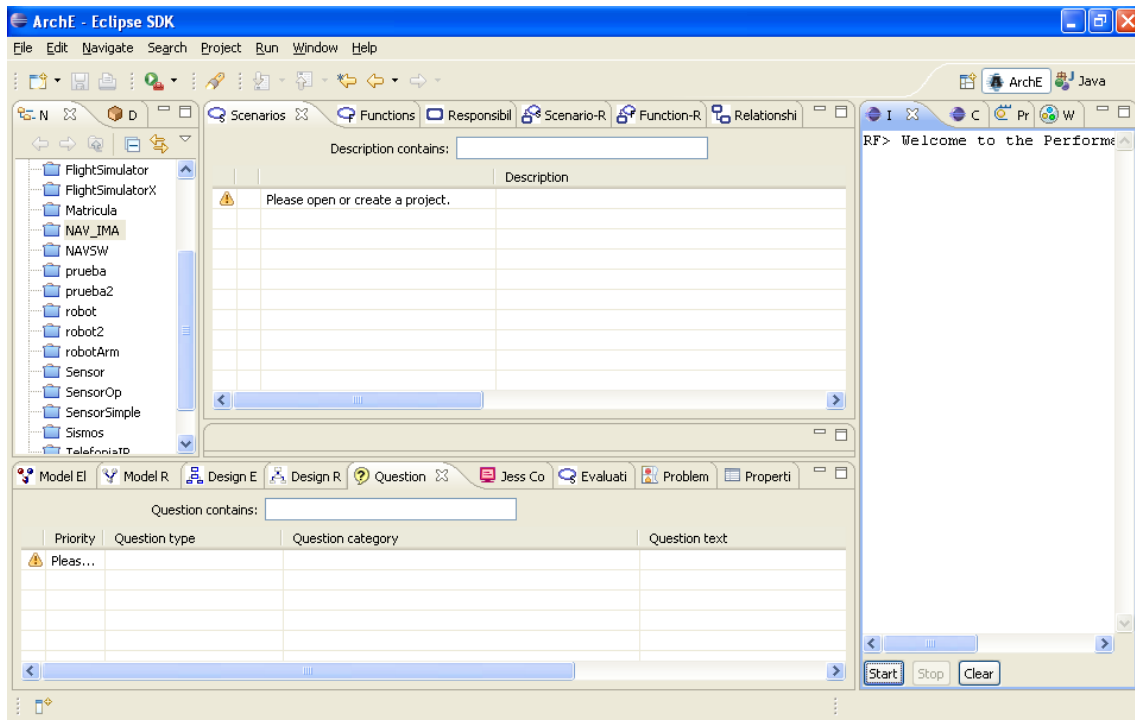 ArchE - Eclipse SDK
File Edit Navigate Search Project Run Window Help
ArchE Java
N D
Scenarios Functions Responsibil Scenario-R Function-R Relationshi
I C Pr W
Description contains:
RF> Welcome to the Performa
Description
Please open or create a project.
FlightSimulator
FlightSimulatorX
Matricula
NAV_IMA
NAVSW
prueba
prueba2
robot
robot2
robotArm
Sensor
SensorOp
SensorSimple
Sismos
TelefoniaIP
Model El Model R Design E Design R Question Jess Co Evaluati Problem Properti
Question contains:
Priority Question type Question category Question text
Pleas...
Start Stop Clear